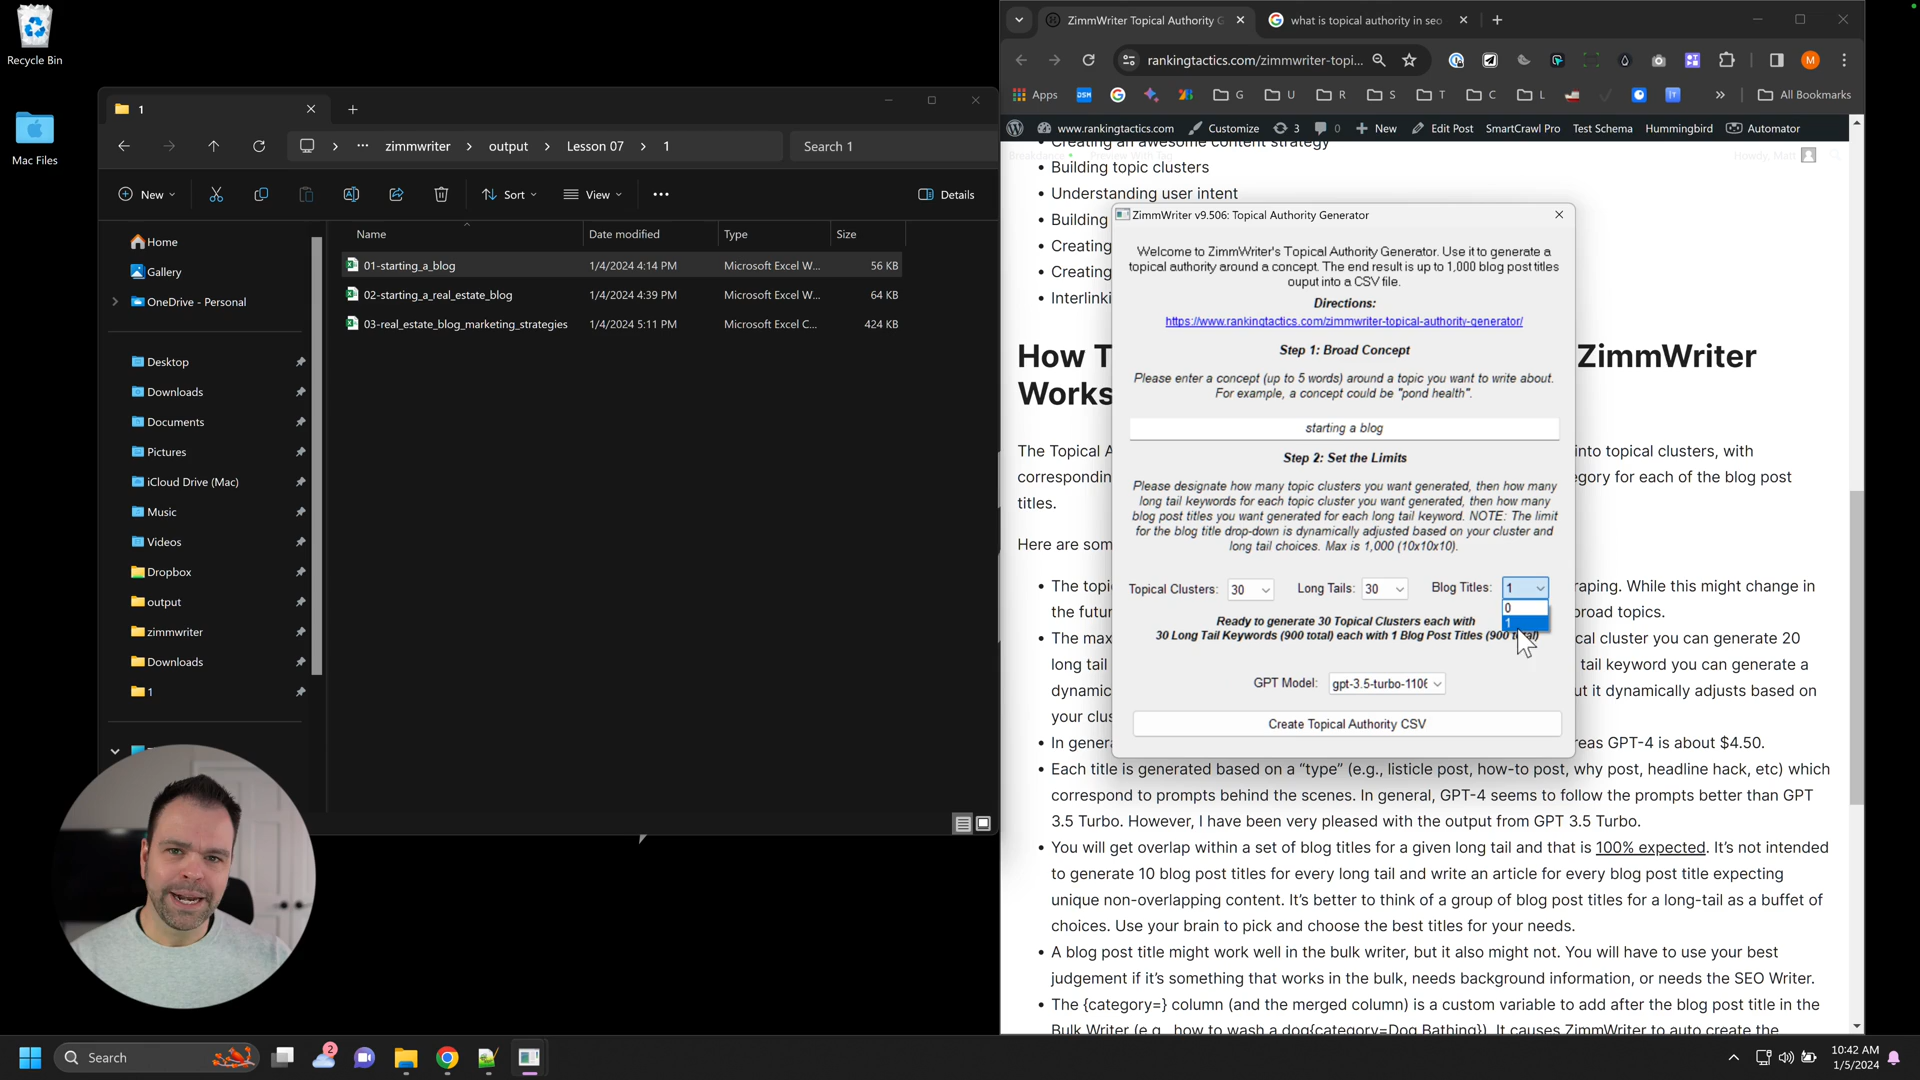 Recycle Bin
Mac Files
1
zimmwriter
output
Lesson 07
1
Search 1
New
Sort
View
Details
Home
Gallery
OneDrive - Personal
Desktop
Downloads
Documents
Pictures
iCloud Drive (Mac)
Music
Videos
Dropbox
output
zimmwriter
Downloads
1
Name
Date modified
Type
Size
01-starting_a_blog
1/4/2024 4:14 PM
Microsoft Excel W...
56 KB
02-starting_a_real_estate_blog
1/4/2024 4:39 PM
Microsoft Excel W...
64 KB
03-real_estate_blog_marketing_strategies
1/4/2024 5:11 PM
Microsoft Excel C...
424 KB
ZimmWriter Topical Authority G
what is topical authority in seo
rankingtactics.com/zimmwriter-topi...
M
Apps
DSM
G
U
R
S
T
C
L
All Bookmarks
www.rankingtactics.com
Customize
3
0
New
Edit Post
SmartCrawl Pro
Test Schema
Hummingbird
Automator
Howdy, Matt
Creating an awesome content strategy
Building topic clusters
Understanding user intent
Building
Creating
Creating
Interlinki
How T
ZimmWriter
Works
The Topical A
into topical clusters, with
correspondin
egory for each of the blog post
titles.
Here are som
• The topi
raping. While this might change in
the futur
broad topics.
• The max
cal cluster you can generate 20
long tail
tail keyword you can generate a
dynamic
ut it dynamically adjusts based on
your clus
• In gener
reas GPT-4 is about $4.50.
• Each title is generated based on a “type” (e.g., listicle post, how-to post, why post, headline hack, etc) which
correspond to prompts behind the scenes. In general, GPT-4 seems to follow the prompts better than GPT
3.5 Turbo. However, I have been very pleased with the output from GPT 3.5 Turbo.
• You will get overlap within a set of blog titles for a given long tail and that is 100% expected. It’s not intended
to generate 10 blog post titles for every long tail and write an article for every blog post title expecting
unique non-overlapping content. It’s better to think of a group of blog post titles for a long-tail as a buffet of
choices. Use your brain to pick and choose the best titles for your needs.
• A blog post title might work well in the bulk writer, but it also might not. You will have to use your best
judgement if it’s something that works in the bulk, needs background information, or needs the SEO Writer.
• The {category=} column (and the merged column) is a custom variable to add after the blog post title in the
Bulk Writer (e.g., how to wash a dog{category=Dog Bathing}). It causes ZimmWriter to auto create the
ZimmWriter v9.506: Topical Authority Generator
Welcome to ZimmWriter's Topical Authority Generator. Use it to generate a
topical authority around a concept. The end result is up to 1,000 blog post titles
ouput into a CSV file.
Directions:
https://www.rankingtactics.com/zimmwriter-topical-authority-generator/
Step 1: Broad Concept
Please enter a concept (up to 5 words) around a topic you want to write about.
For example, a concept could be "pond health".
starting a blog
Step 2: Set the Limits
Please designate how many topic clusters you want generated, then how many
long tail keywords for each topic cluster you want generated, then how many
blog post titles you want generated for each long tail keyword. NOTE: The limit
for the blog title drop-down is dynamically adjusted based on your cluster and
long tail choices. Max is 1,000 (10x10x10).
Topical Clusters: 30
Long Tails: 30
Blog Titles: 1
0
1
Ready to generate 30 Topical Clusters each with
30 Long Tail Keywords (900 total) each with 1 Blog Post Titles (900 total)
GPT Model: gpt-3.5-turbo-1106
Create Topical Authority CSV
Search
2
10:42 AM
1/5/2024